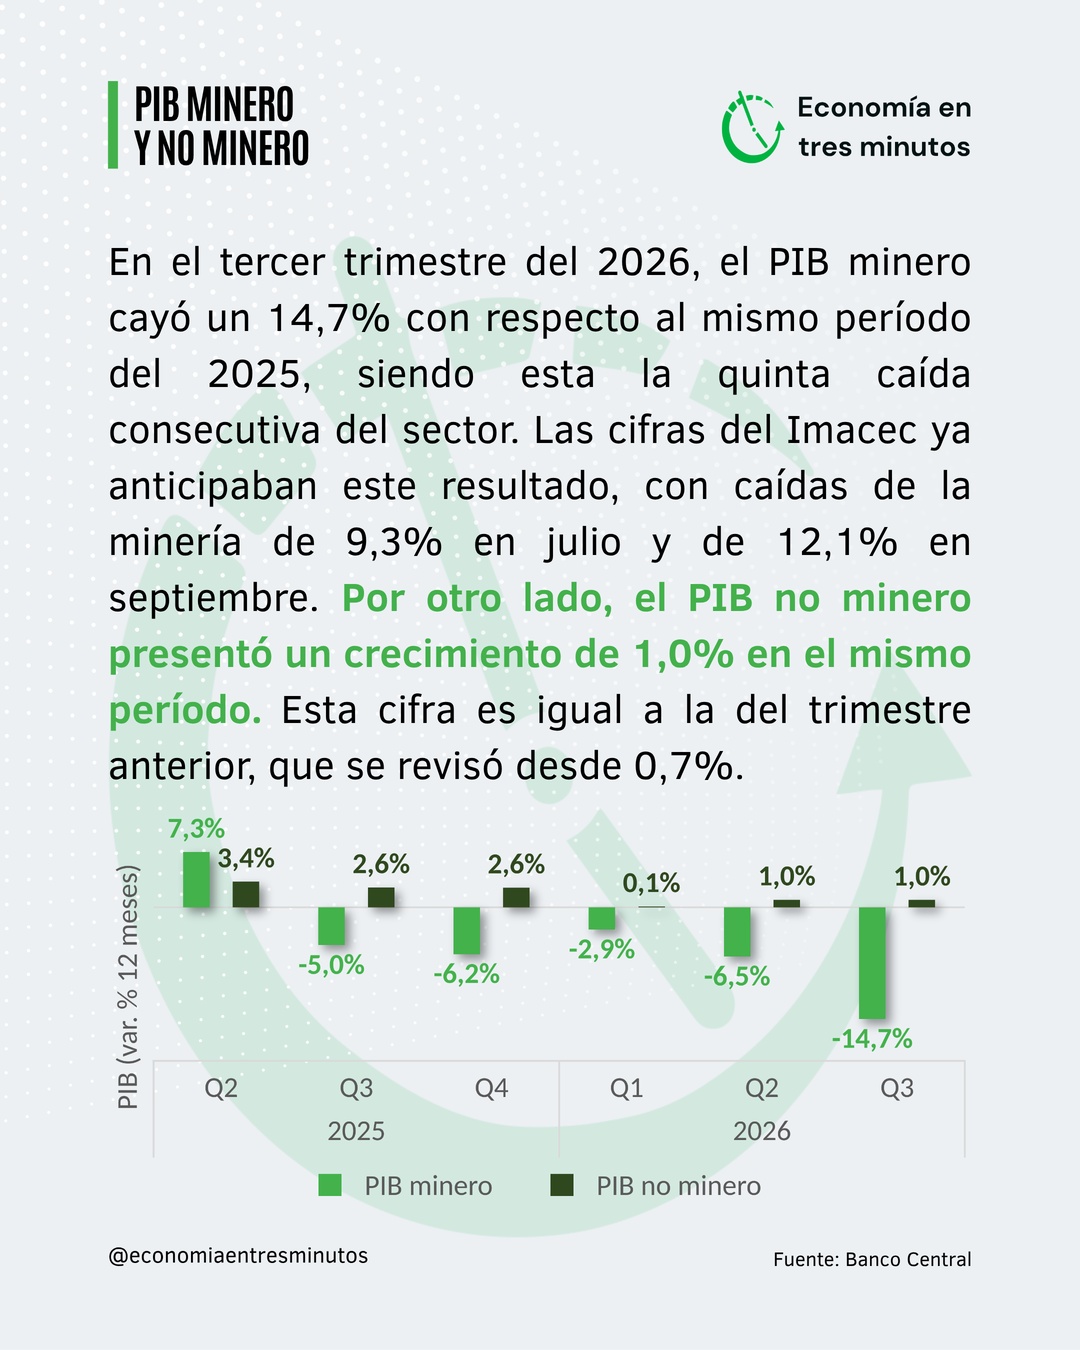 PIB MINERO
Y NO MINERO
Economía en
tres minutos
En el tercer trimestre del 2026, el PIB minero
cayó un 14,7% con respecto al mismo período
del 2025, siendo esta la quinta caída
consecutiva del sector. Las cifras del Imacec ya
anticipaban este resultado, con caídas de la
minería de 9,3% en julio y de 12,1% en
septiembre. Por otro lado, el PIB no minero
presentó un crecimiento de 1,0% en el mismo
período. Esta cifra es igual a la del trimestre
anterior, que se revisó desde 0,7%.
PIB (var. % 12 meses)
7,3%
3,4%
-5,0%
2,6%
-6,2%
2,6%
-2,9%
0,1%
-6,5%
1,0%
-14,7%
1,0%
Q2 Q3 Q4 Q1 Q2 Q3
2025 2026
PIB minero PIB no minero
@economiaentresminutos
Fuente: Banco Central